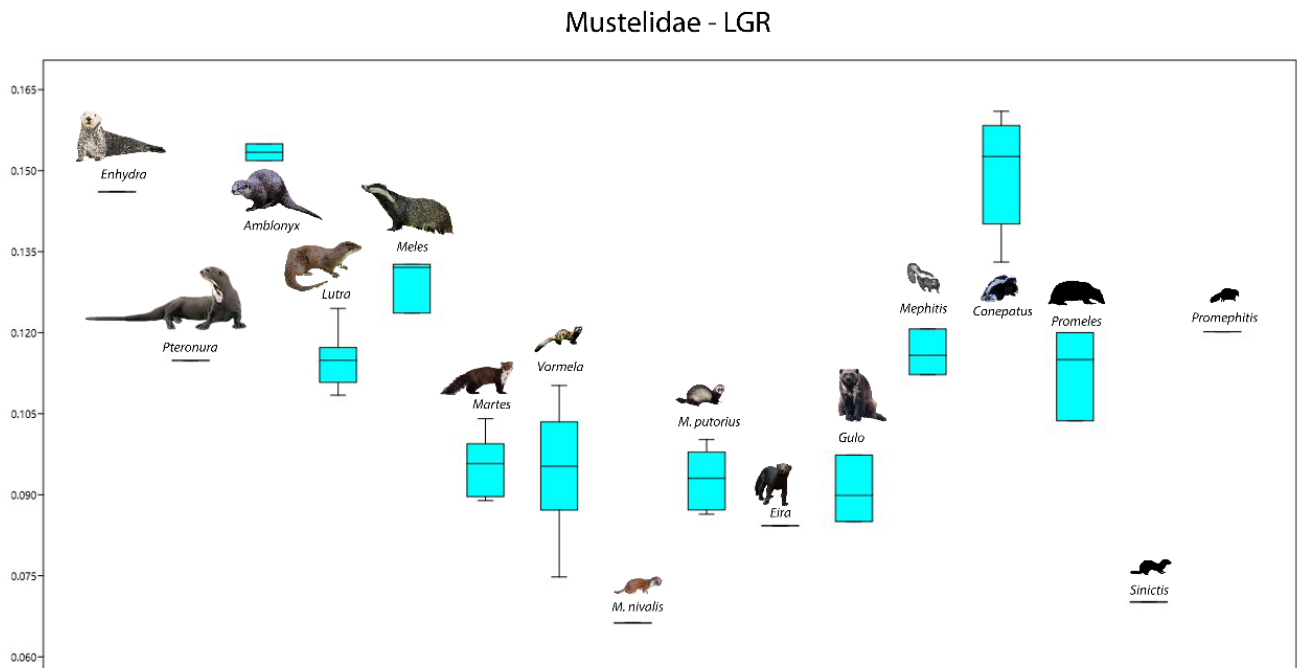 Mustelidae - LGR
0.165
0.150
0.135
0.120
0.105
0.090
0.075
0.060
Enhydra
Pteronura
Amblonyx
Lutra
Meles
Martes
Vormela
M. nivalis
M. putorius
Eira
Gulo
Mephitis
Conepatus
Promeles
Sinictis
Promephitis